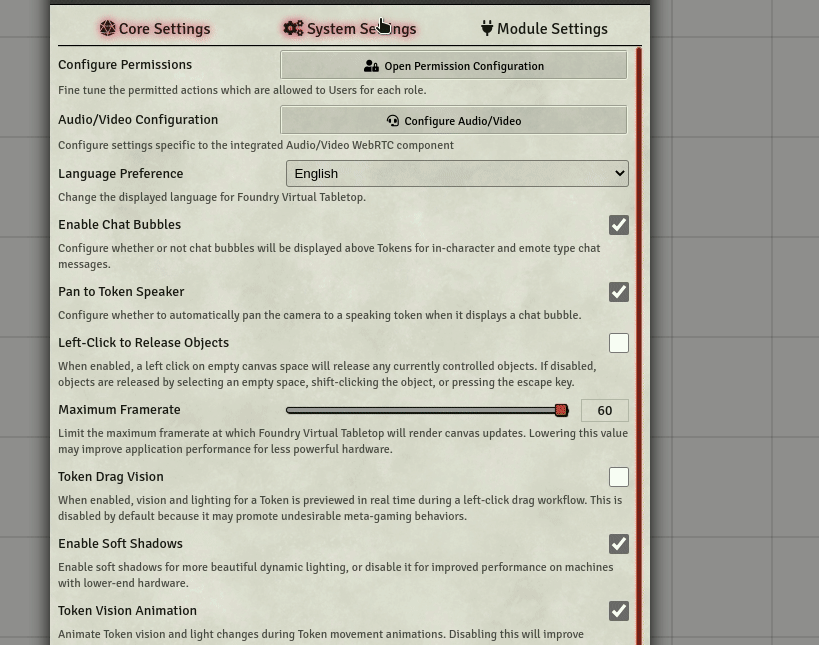 Core Settings System Settings Module Settings
Configure Permissions Open Permission Configuration
Fine tune the permitted actions which are allowed to Users for each role.
Audio/Video Configuration Configure Audio/Video
Configure settings specific to the integrated Audio/Video WebRTC component
Language Preference English
Change the displayed language for Foundry Virtual Tabletop.
Enable Chat Bubbles
Configure whether or not chat bubbles will be displayed above Tokens for in-character and emote type chat
messages.
Pan to Token Speaker
Configure whether to automatically pan the camera to a speaking token when it displays a chat bubble.
Left-Click to Release Objects
When enabled, a left click on empty canvas space will release any currently controlled objects. If disabled,
objects are released by selecting an empty space, shift-clicking the object, or pressing the escape key.
Maximum Framerate 60
Limit the maximum framerate at which Foundry Virtual Tabletop will render canvas updates. Lowering this value
may improve application performance for less powerful hardware.
Token Drag Vision
When enabled, vision and lighting for a Token is previewed in real time during a left-click drag workflow. This is
disabled by default because it may promote undesirable meta-gaming behaviors.
Enable Soft Shadows
Enable soft shadows for more beautiful dynamic lighting, or disable it for improved performance on machines
with lower-end hardware.
Token Vision Animation
Animate Token vision and light changes during Token movement animations. Disabling this will improve